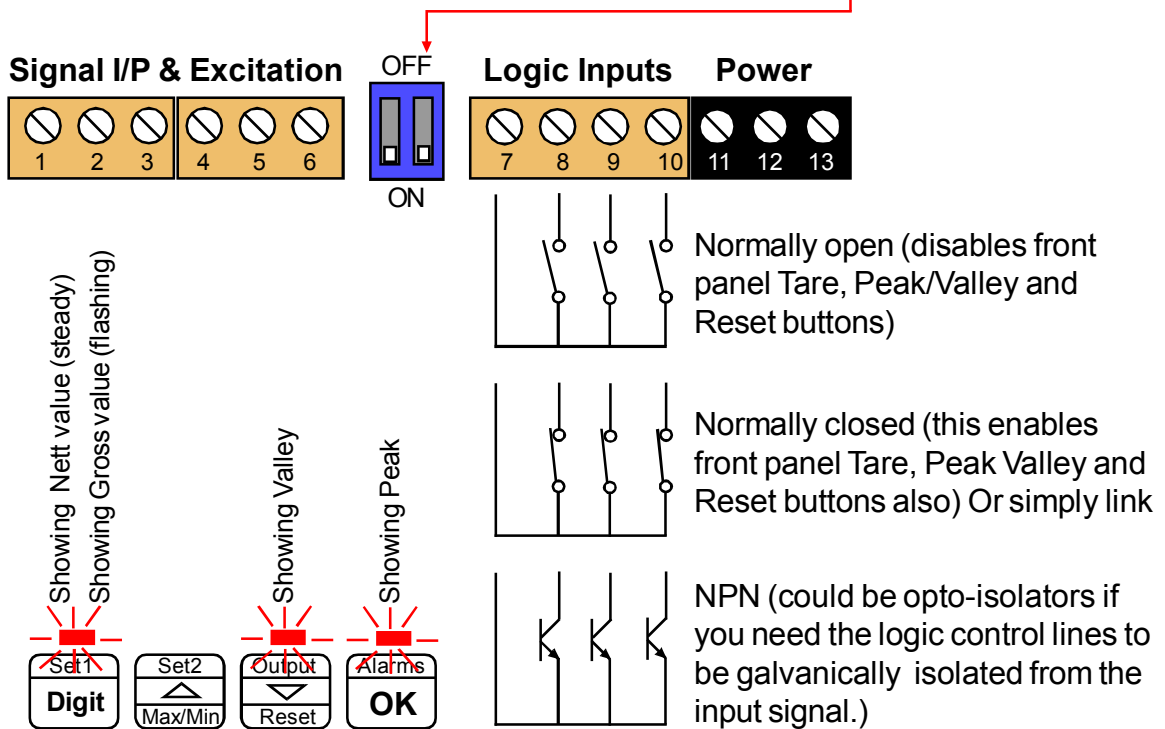 Signal I/P & Excitation
OFF
Logic Inputs
Power
1 2 3 4 5 6
7 8 9 10 11 12 13
ON
Normally open (disables front
panel Tare, Peak/Valley and
Reset buttons)
Normally closed (this enables
front panel Tare, Peak Valley and
Reset buttons also) Or simply link
NPN (could be opto-isolators if
you need the logic control lines to
be galvanically isolated from the
input signal.)
Showing Nett value (steady)
Showing Gross value (flashing)
Showing Valley
Showing Peak
Set1
Digit
Set2
Max/Min
Output
Reset
Alarms
OK